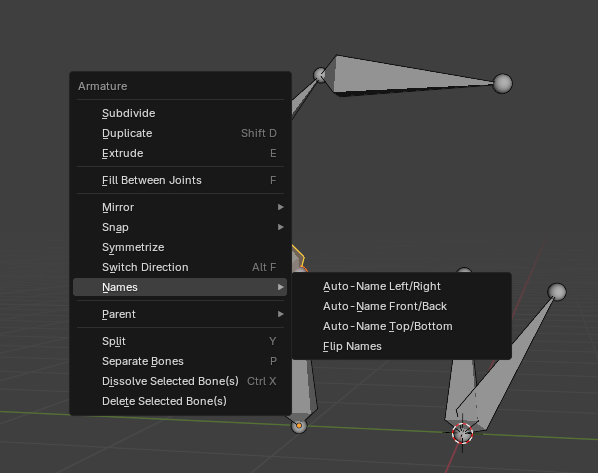 Armature
Subdivide
Duplicate Shift D
Extrude E
Fill Between Joints F
Mirror
Snap
Symmetrize
Switch Direction Alt F
Names
Auto-Name Left/Right
Auto-Name Front/Back
Auto-Name Top/Bottom
Flip Names
Parent
Split Y
Separate Bones P
Dissolve Selected Bone(s) Ctrl X
Delete Selected Bone(s)